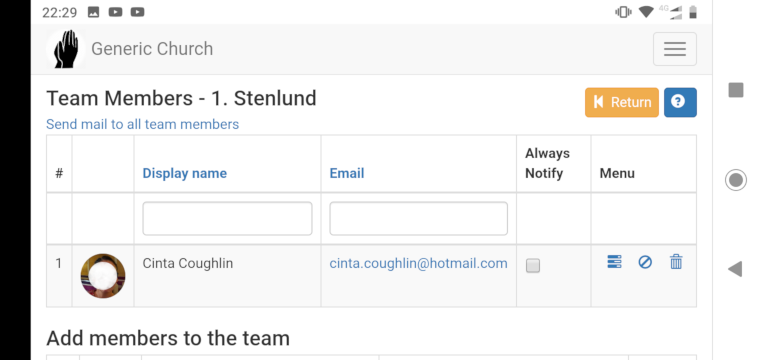 22:29
4G
Generic Church
Team Members - 1. Stenlund
Return
?
Send mail to all team members
# Display name Email Always Notify Menu
1 Cinta Coughlin cinta.coughlin@hotmail.com
Add members to the team